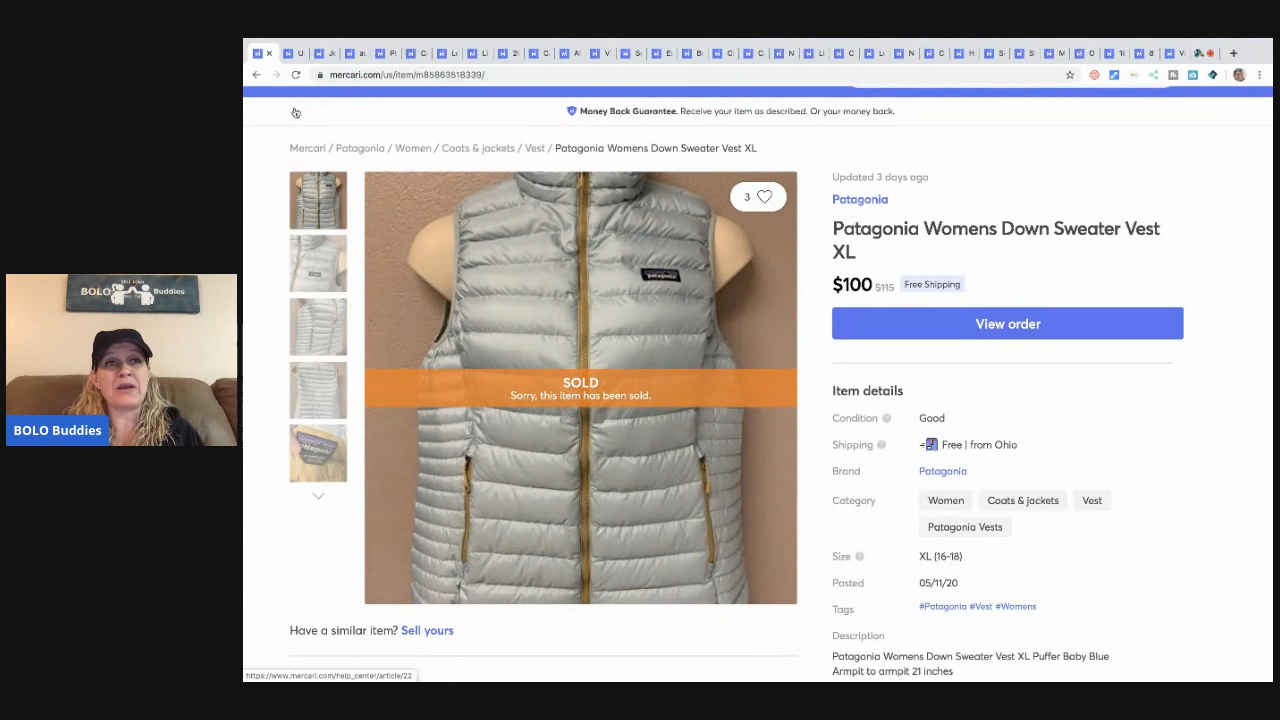 mercari.com/us/item/m85863518339/
Money Back Guarantee. Receive your item as described. Or your money back.
Mercari / Patagonia / Women / Coats & jackets / Vest / Patagonia Womens Down Sweater Vest XL
3
patagonia
SOLD
Sorry, this item has been sold.
Have a similar item? Sell yours
Updated 3 days ago
Patagonia
Patagonia Womens Down Sweater Vest
XL
$100 $115 Free Shipping
View order
Item details
Condition Good
Shipping Free | from Ohio
Brand Patagonia
Category Women Coats & jackets Vest
Patagonia Vests
Size XL (16-18)
Posted 05/11/20
Tags #Patagonia #Vest #Womens
Description
Patagonia Womens Down Sweater Vest XL Puffer Baby Blue
Armpit to armpit 21 inches
https://www.mercari.com/help_center/article/22
BOLO Buddies
BOLO Buddies